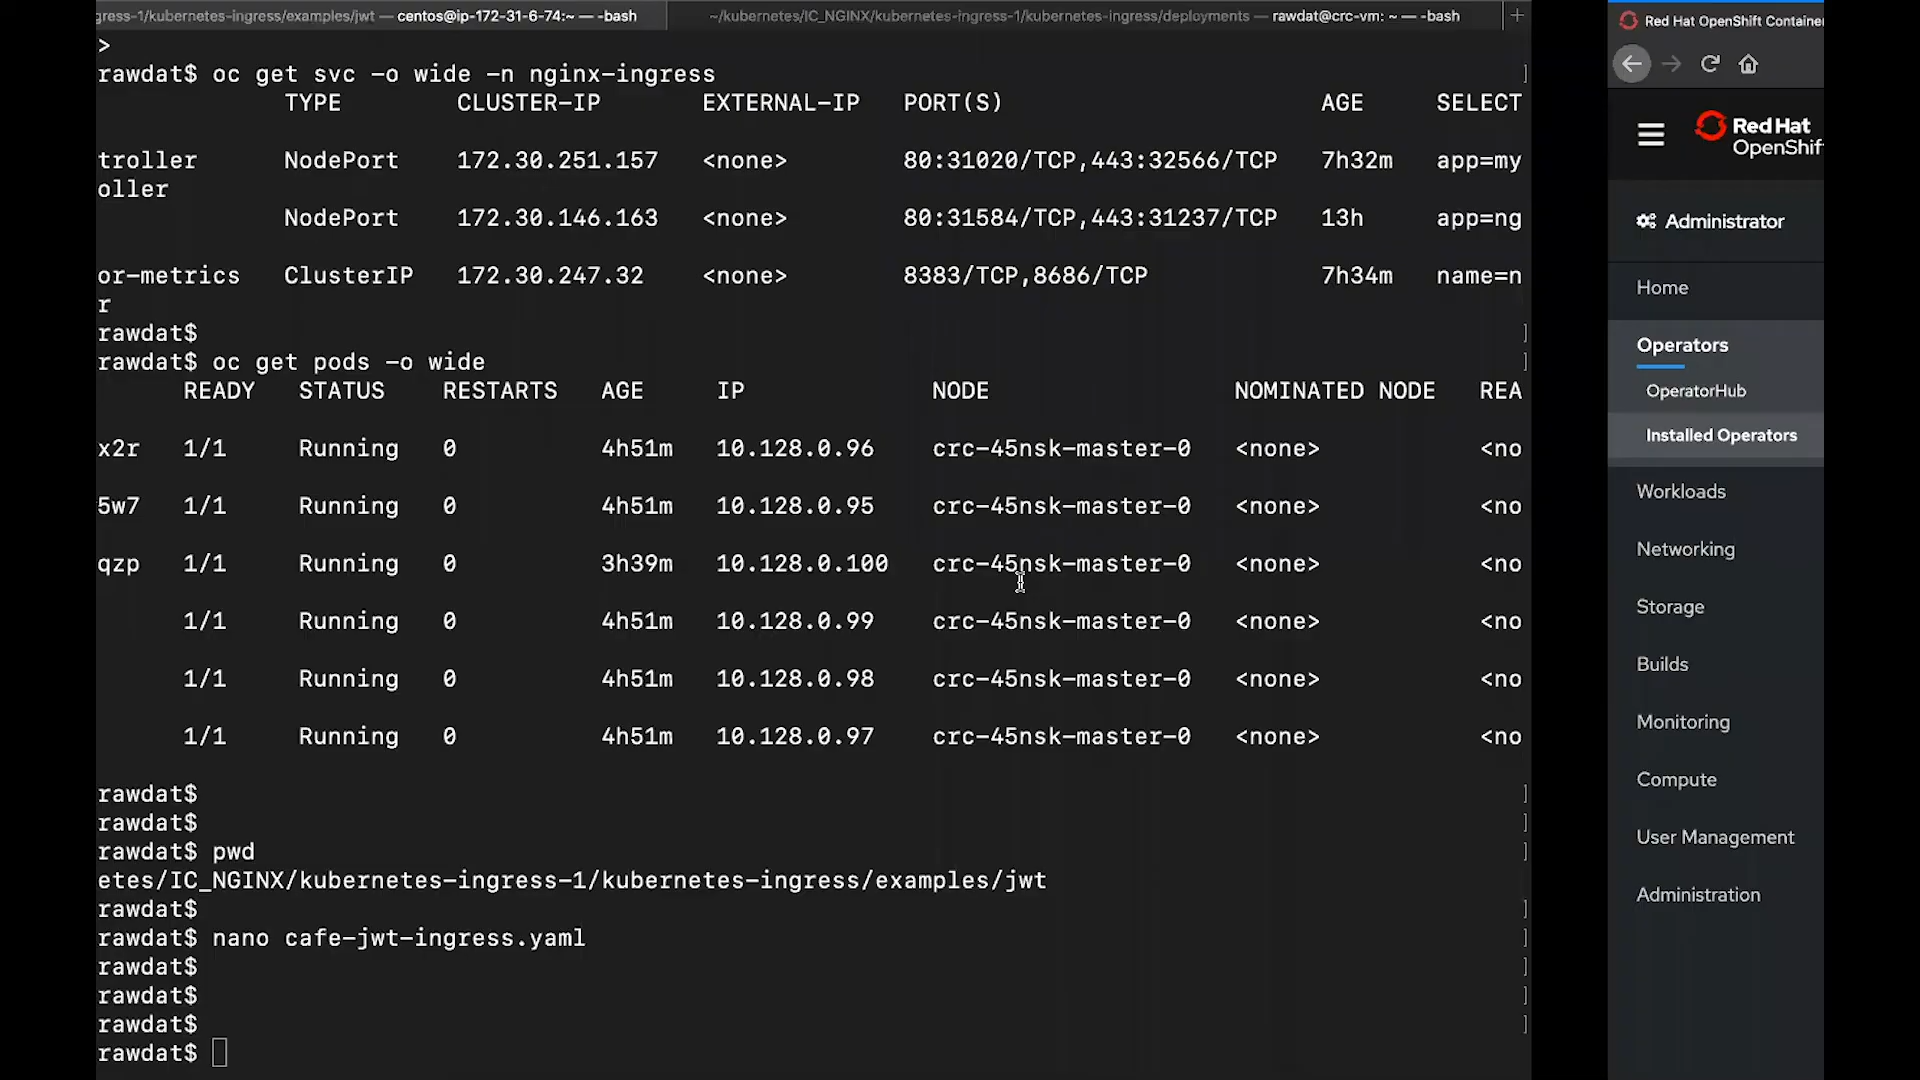 gress-1/kubernetes-ingress/examples/jwt — centos@ip-172-31-6-74:~ — -bash
~/kubernetes/IC_NGINX/kubernetes-ingress-1/kubernetes-ingress/deployments — rawdat@crc-vm: ~ — -bash
>
rawdat$ oc get svc -o wide -n nginx-ingress
TYPE CLUSTER-IP EXTERNAL-IP PORT(S) AGE SELECT
troller NodePort 172.30.251.157 <none> 80:31020/TCP,443:32566/TCP 7h32m app=my
oller
NodePort 172.30.146.163 <none> 80:31584/TCP,443:31237/TCP 13h app=ng
or-metrics ClusterIP 172.30.247.32 <none> 8383/TCP,8686/TCP 7h34m name=n
r
rawdat$
rawdat$ oc get pods -o wide
READY STATUS RESTARTS AGE IP NODE NOMINATED NODE REA
x2r 1/1 Running 0 4h51m 10.128.0.96 crc-45nsk-master-0 <none> <no
5w7 1/1 Running 0 4h51m 10.128.0.95 crc-45nsk-master-0 <none> <no
qzp 1/1 Running 0 3h39m 10.128.0.100 crc-45nsk-master-0 <none> <no
1/1 Running 0 4h51m 10.128.0.99 crc-45nsk-master-0 <none> <no
1/1 Running 0 4h51m 10.128.0.98 crc-45nsk-master-0 <none> <no
1/1 Running 0 4h51m 10.128.0.97 crc-45nsk-master-0 <none> <no
rawdat$
rawdat$
rawdat$ pwd
etes/IC_NGINX/kubernetes-ingress-1/kubernetes-ingress/examples/jwt
rawdat$
rawdat$ nano cafe-jwt-ingress.yaml
rawdat$
rawdat$
rawdat$
rawdat$
Red Hat OpenShift Container
Red Hat
OpenShift
Administrator
Home
Operators
OperatorHub
Installed Operators
Workloads
Networking
Storage
Builds
Monitoring
Compute
User Management
Administration